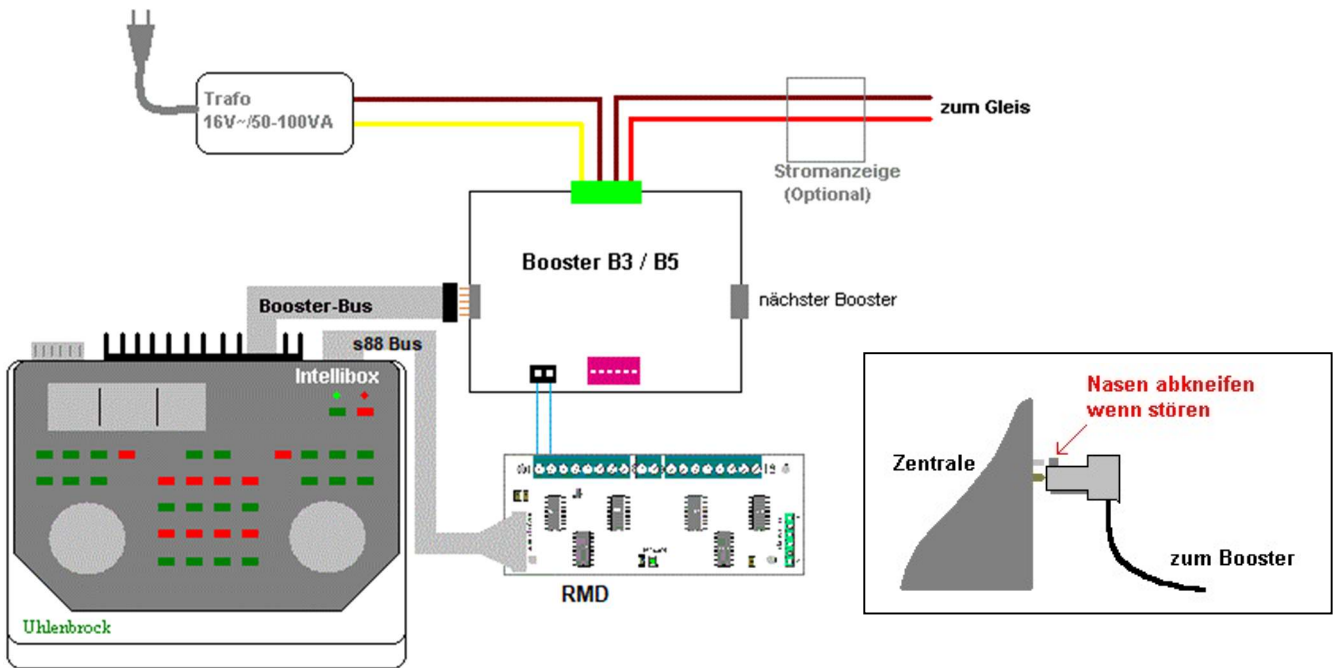 Trafo
16V~/50-100VA
zum Gleis
Stromanzeige
(Optional)
Booster B3 / B5
Booster-Bus
nächster Booster
s88 Bus
Intellibox
Nasen abkneifen
wenn stören
Zentrale
zum Booster
RMD
Uhlenbrock